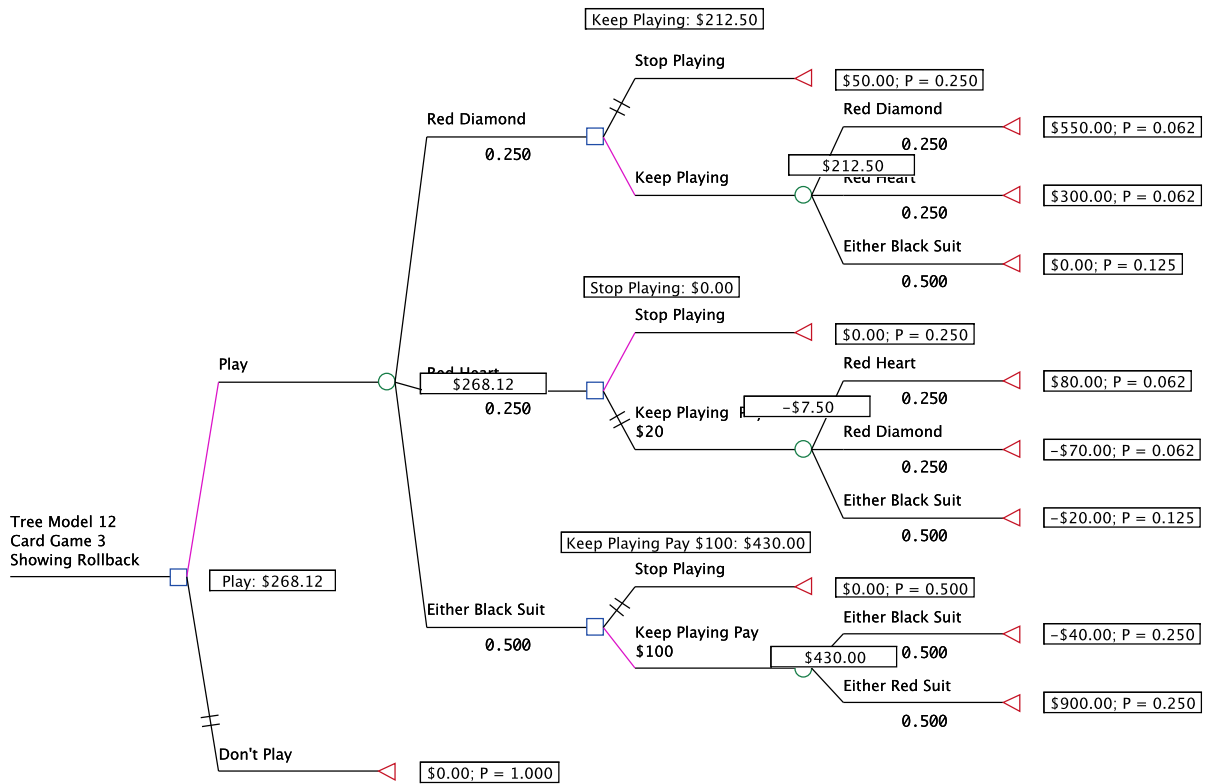 Keep Playing: $212.50
Stop Playing
$50.00; P = 0.250
Red Diamond
0.250
Red Diamond
0.250
$550.00; P = 0.062
$212.50
Keep Playing
Red Heart
0.250
$300.00; P = 0.062
Either Black Suit
0.500
$0.00; P = 0.125
Stop Playing: $0.00
Stop Playing
$0.00; P = 0.250
Play
Red Heart
$268.12
0.250
Red Heart
0.250
$80.00; P = 0.062
-$7.50
Keep Playing
$20
Red Diamond
0.250
-$70.00; P = 0.062
Either Black Suit
0.500
-$20.00; P = 0.125
Tree Model 12
Card Game 3
Showing Rollback
Play: $268.12
Keep Playing Pay $100: $430.00
Stop Playing
$0.00; P = 0.500
Either Black Suit
0.500
Keep Playing Pay
$100
$430.00
Either Black Suit
0.500
-$40.00; P = 0.250
Either Red Suit
0.500
$900.00; P = 0.250
Don't Play
$0.00; P = 1.000